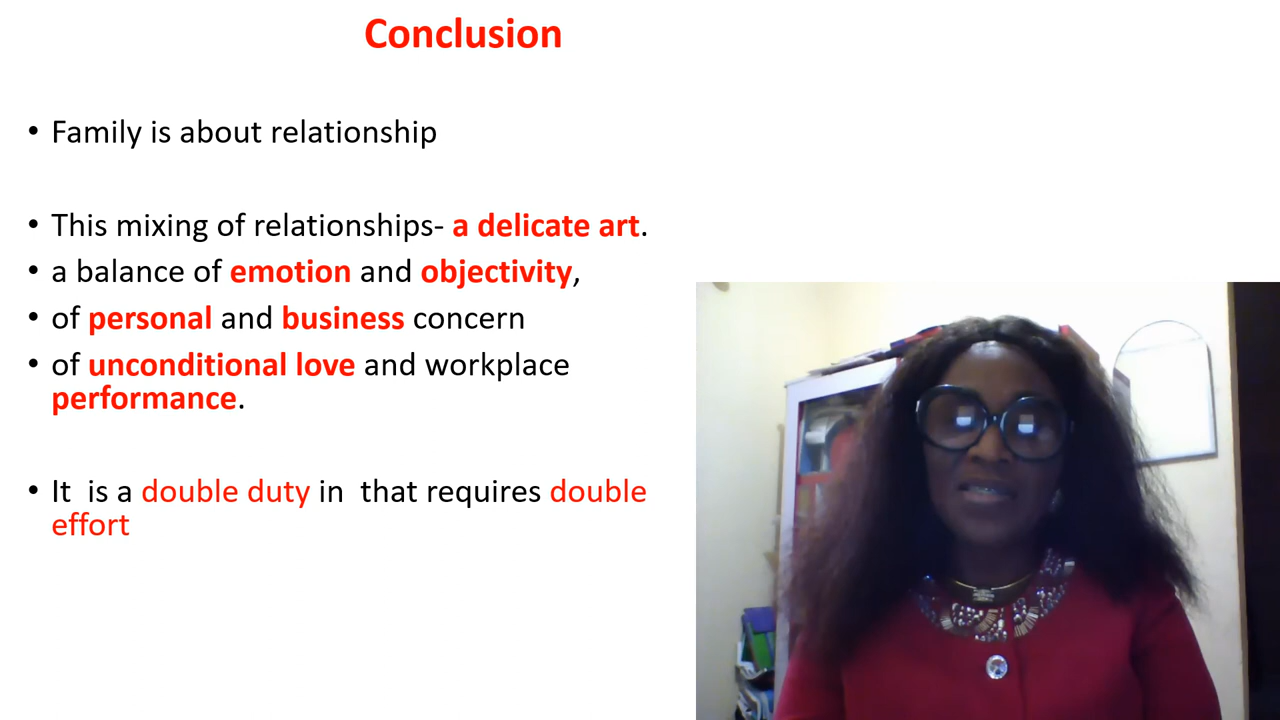 Conclusion
• Family is about relationship
• This mixing of relationships- a delicate art.
• a balance of emotion and objectivity,
• of personal and business concern
• of unconditional love and workplace
performance.
• It  is a double duty in  that requires double
effort